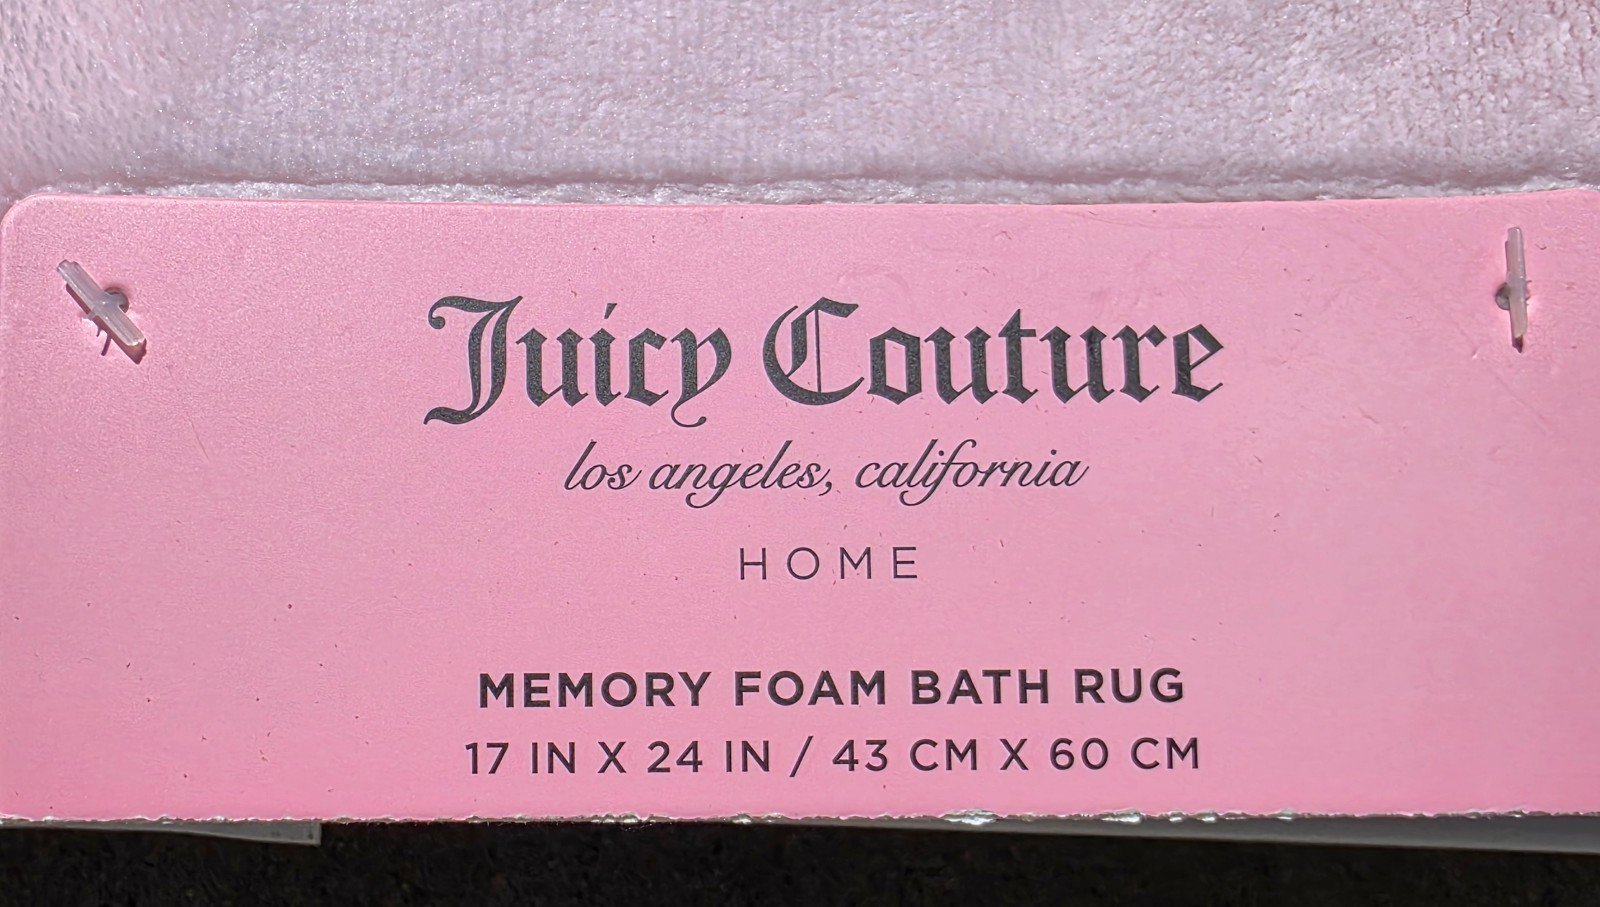 Juicy Couture
los angeles, california
HOME
MEMORY FOAM BATH RUG
17 IN X 24 IN / 43 CM X 60 CM